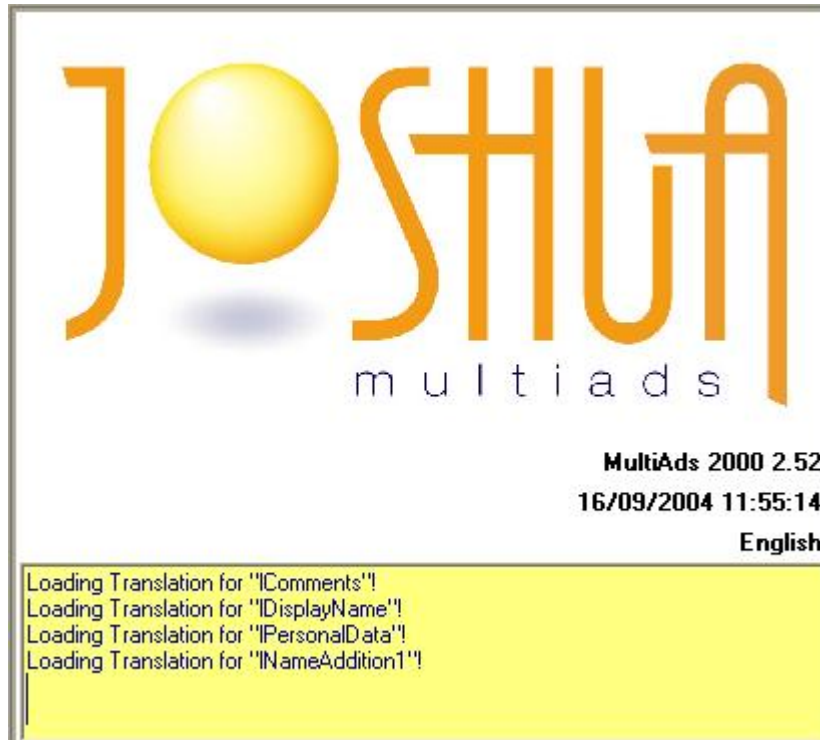 JOSHUA
multiads
MultiAds 2000 2.52
16/09/2004 11:55:14
English
Loading Translation for "lComments"!
Loading Translation for "lDisplayName"!
Loading Translation for "lPersonalData"!
Loading Translation for "lNameAddition1"!